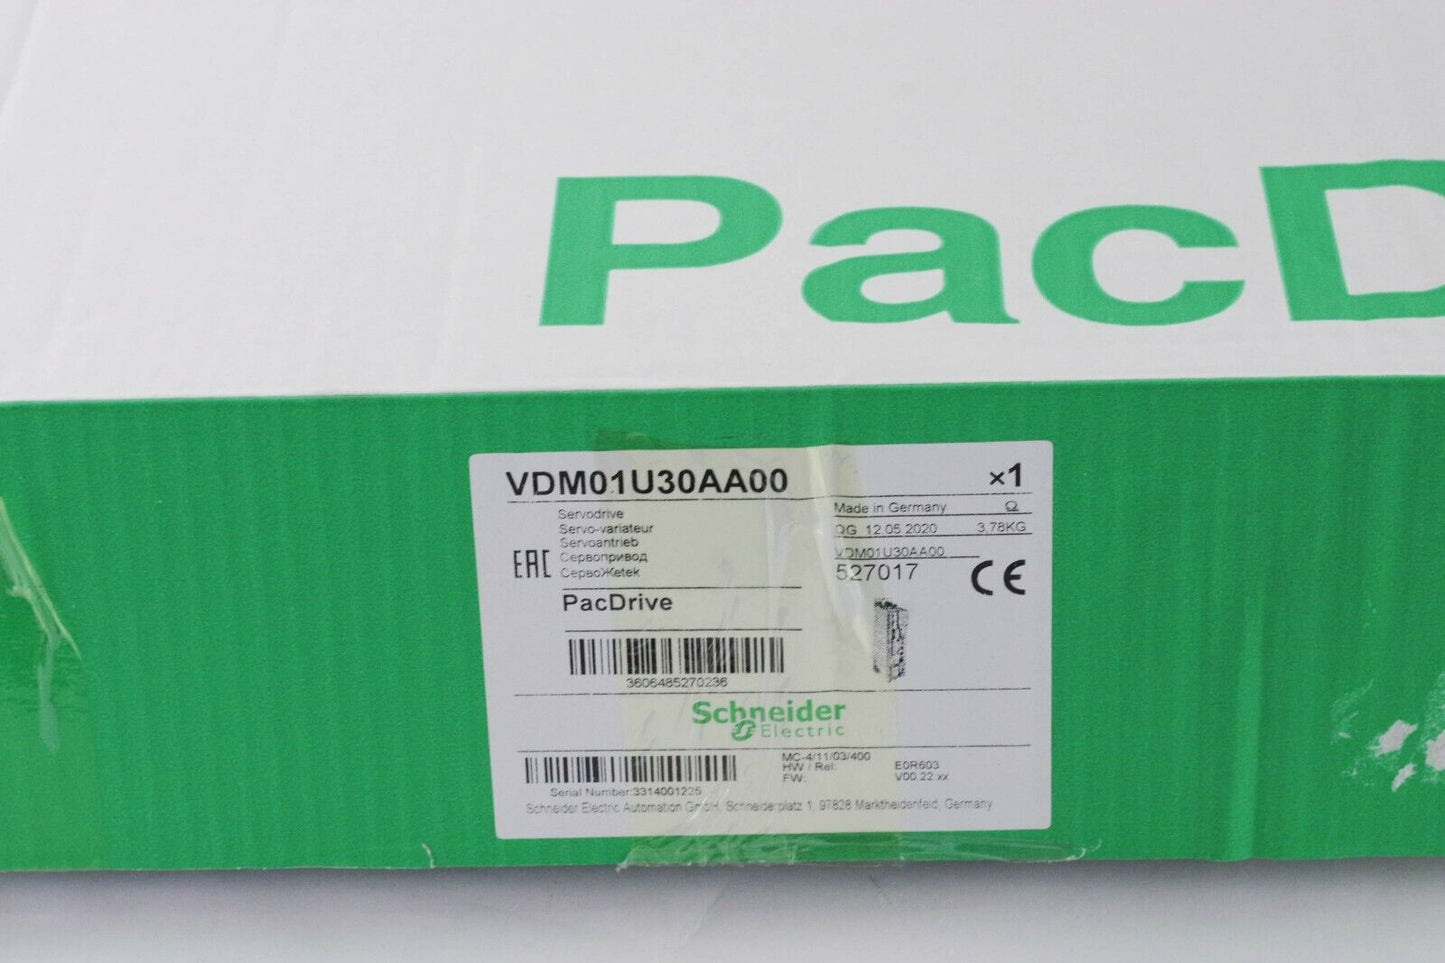 PacD
VDM01U30AA00 ×1
Servodrive
Servo-variateur
Servoantrieb
Сервопривод
СервоЖetek
EAC
PacDrive
Made in Germany Ω
QG 12.05.2020 3,78KG
VDM01U30AA00
527017 CE
3606485270236
Schneider
Electric
MC-4/11/03/400
HW / Rel: E0R603
FW: V00.22.xx
Serial Number:3314001225
Schneider Electric Automation GmbH, Schneiderplatz 1, 97828 Marktheidenfeld, Germany